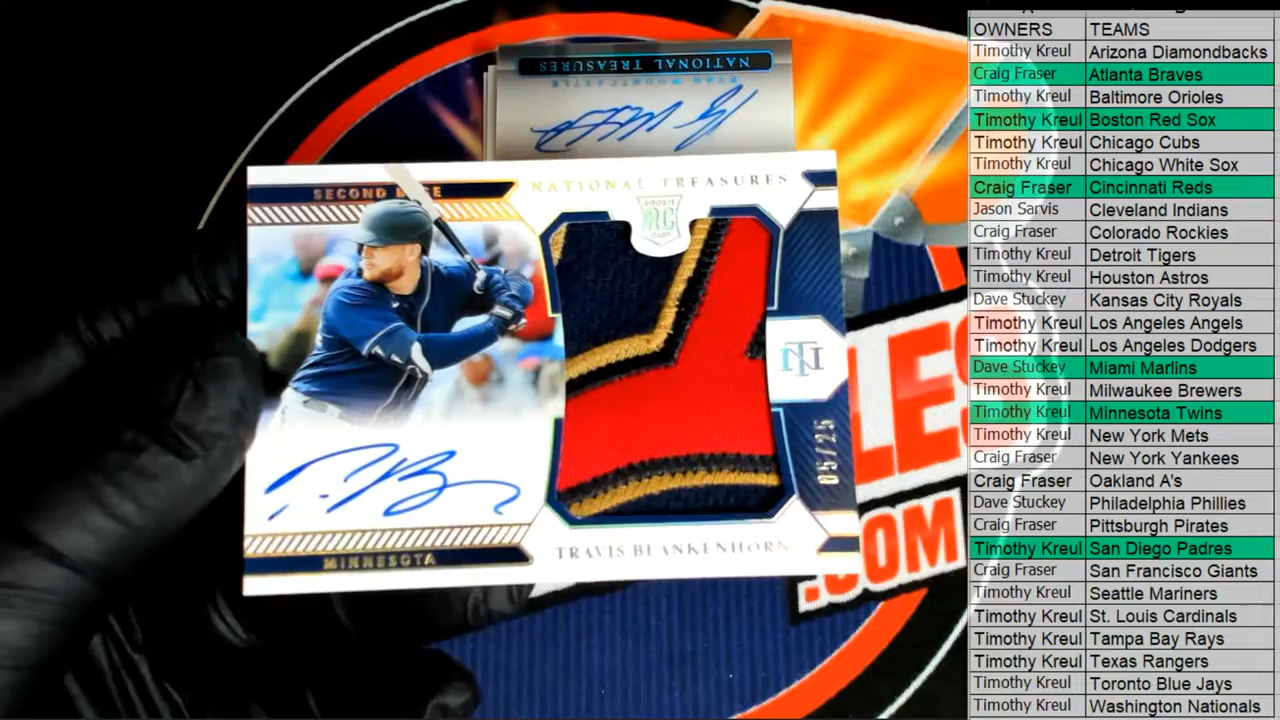 NATIONAL TREASURES
RYAN MOUNTCASTLE
SECOND BASE
NATIONAL TREASURES
ROOKIE
RC
CARD
NT
05/25
MINNESOTA
TRAVIS BLANKENHORN
LES
.COM
OWNERS TEAMS
Timothy Kreul Arizona Diamondbacks
Craig Fraser Atlanta Braves
Timothy Kreul Baltimore Orioles
Timothy Kreul Boston Red Sox
Timothy Kreul Chicago Cubs
Timothy Kreul Chicago White Sox
Craig Fraser Cincinnati Reds
Jason Sarvis Cleveland Indians
Craig Fraser Colorado Rockies
Timothy Kreul Detroit Tigers
Timothy Kreul Houston Astros
Dave Stuckey Kansas City Royals
Timothy Kreul Los Angeles Angels
Timothy Kreul Los Angeles Dodgers
Dave Stuckey Miami Marlins
Timothy Kreul Milwaukee Brewers
Timothy Kreul Minnesota Twins
Timothy Kreul New York Mets
Craig Fraser New York Yankees
Craig Fraser Oakland A's
Dave Stuckey Philadelphia Phillies
Craig Fraser Pittsburgh Pirates
Timothy Kreul San Diego Padres
Craig Fraser San Francisco Giants
Timothy Kreul Seattle Mariners
Timothy Kreul St. Louis Cardinals
Timothy Kreul Tampa Bay Rays
Timothy Kreul Texas Rangers
Timothy Kreul Toronto Blue Jays
Timothy Kreul Washington Nationals